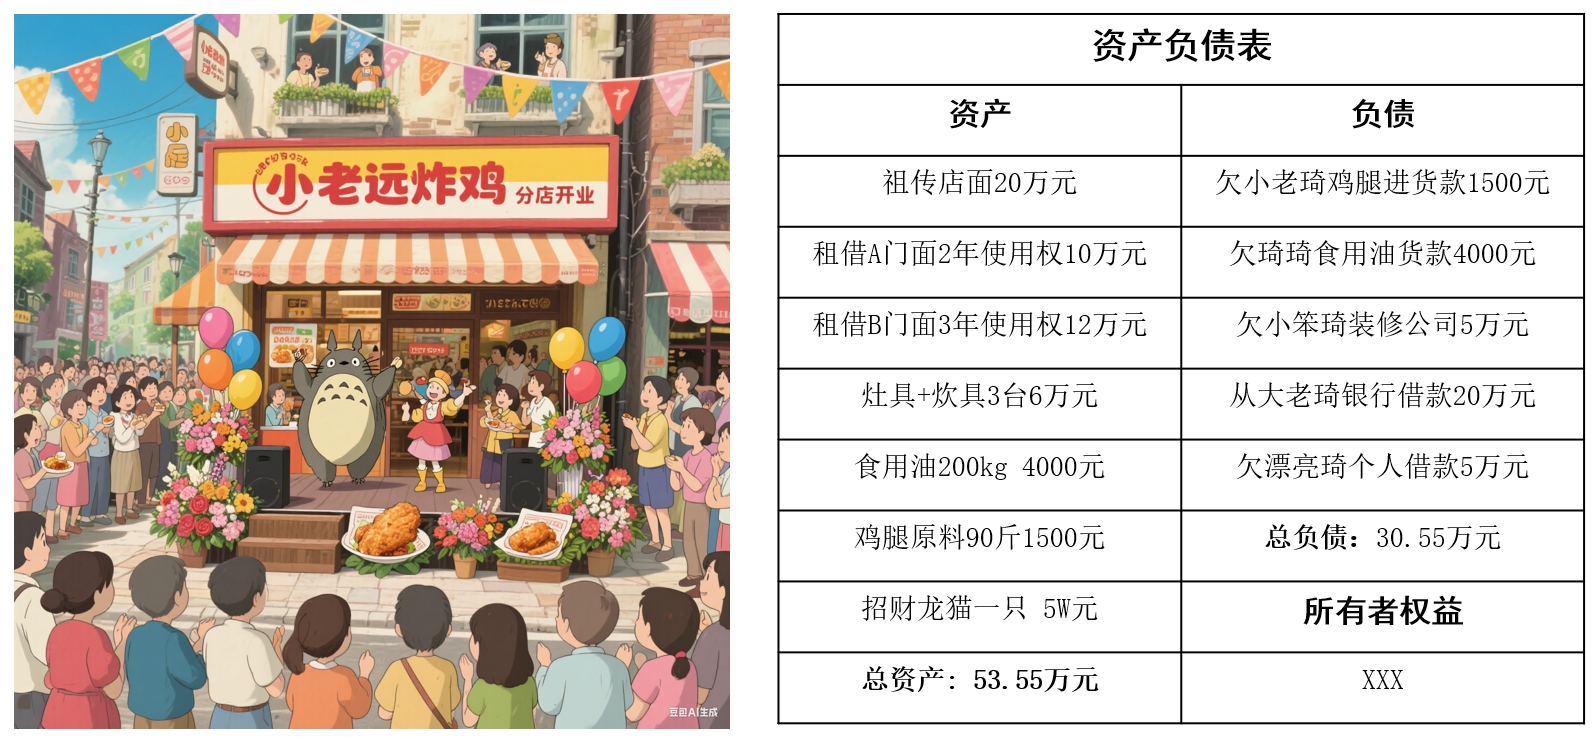 小老远炸鸡 分店开业
豆包AI生成
资产负债表
资产 负债
祖传店面20万元 欠小老琦鸡腿进货款1500元
租借A门面2年使用权10万元 欠琦琦食用油货款4000元
租借B门面3年使用权12万元 欠小笨琦装修公司5万元
灶具+炊具3台6万元 从大老琦银行借款20万元
食用油200kg 4000元 欠漂亮琦个人借款5万元
鸡腿原料90斤1500元 总负债：30.55万元
招财龙猫一只 5W元 所有者权益
总资产: 53.55万元 XXX